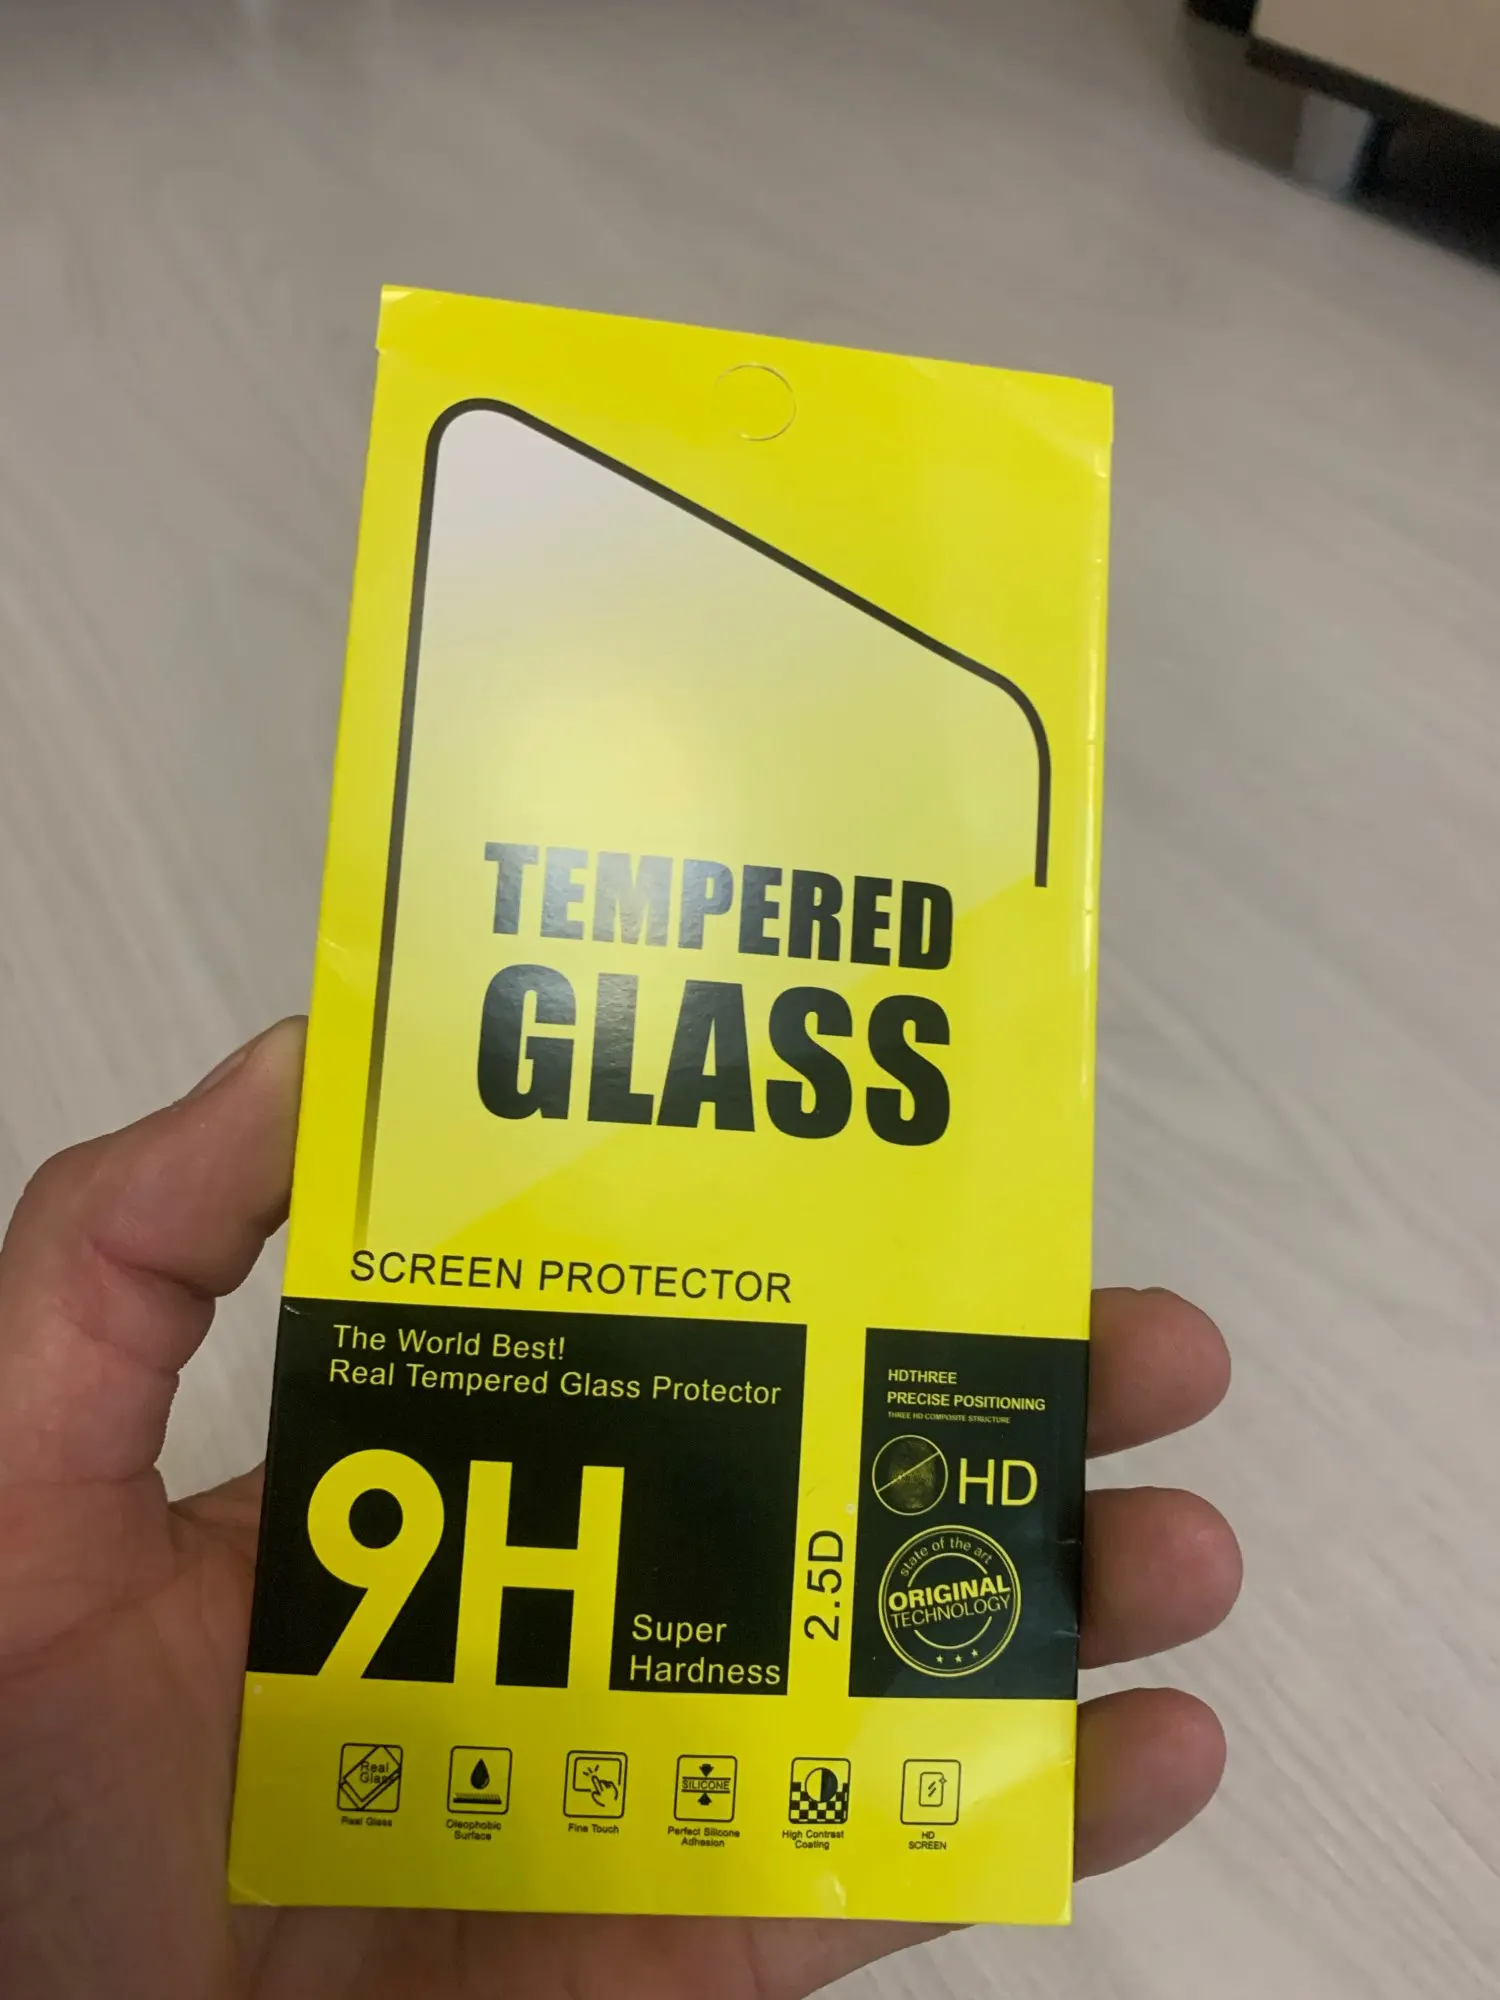 TEMPERED
GLASS
SCREEN PROTECTOR
The World Best!
Real Tempered Glass Protector
9H
Super
Hardness
2.5D
HDTHREE
PRECISE POSITIONING
THREE HD COMPOSITE STRUCTURE
HD
state of the art
ORIGINAL
TECHNOLOGY
Real
Glass
Real Glass
Oleophobic
Surface
Fine Touch
SILICONE
Perfect Silicone
Adhesion
High Contrast
Coating
HD
SCREEN